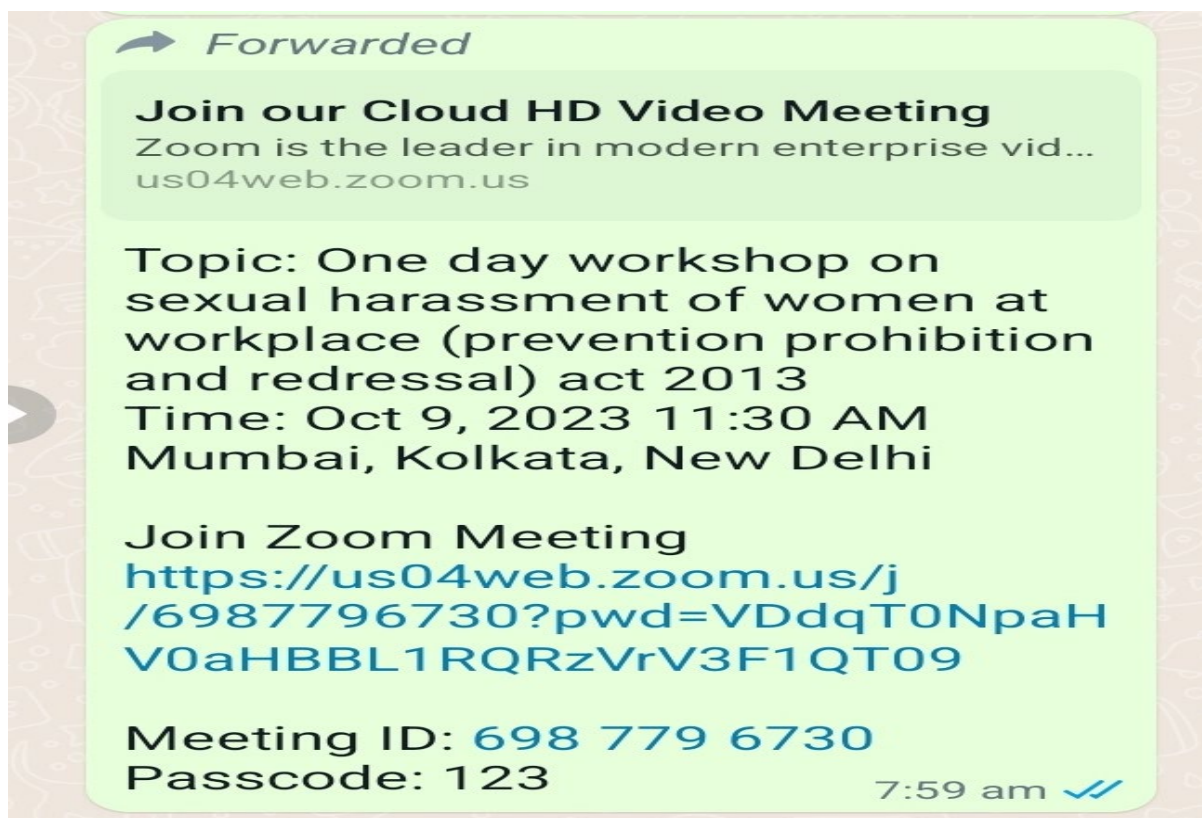 Forwarded
Join our Cloud HD Video Meeting
Zoom is the leader in modern enterprise vid...
us04web.zoom.us
Topic: One day workshop on
sexual harassment of women at
workplace (prevention prohibition
and redressal) act 2013
Time: Oct 9, 2023 11:30 AM
Mumbai, Kolkata, New Delhi
Join Zoom Meeting
https://us04web.zoom.us/j
/6987796730?pwd=VDdqT0NpaH
V0aHBBL1RQRzVrV3F1QT09
Meeting ID: 698 779 6730
Passcode: 123
7:59 am